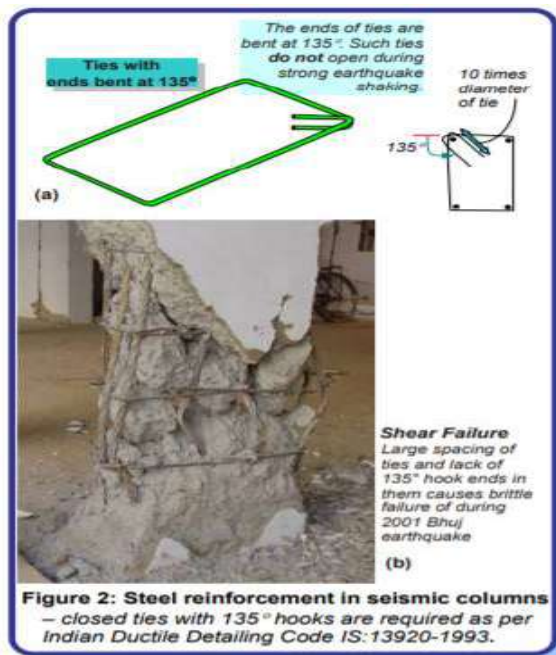 Ties with
ends bent at 135°
The ends of ties are
bent at 135°. Such ties
do not open during
strong earthquake
shaking.
10 times
diameter
of tie
135°
(a)
Shear Failure
Large spacing of
ties and lack of
135° hook ends in
them causes brittle
failure of during
2001 Bhuj
earthquake
(b)
Figure 2: Steel reinforcement in seismic columns
– closed ties with 135° hooks are required as per
Indian Ductile Detailing Code IS:13920-1993.